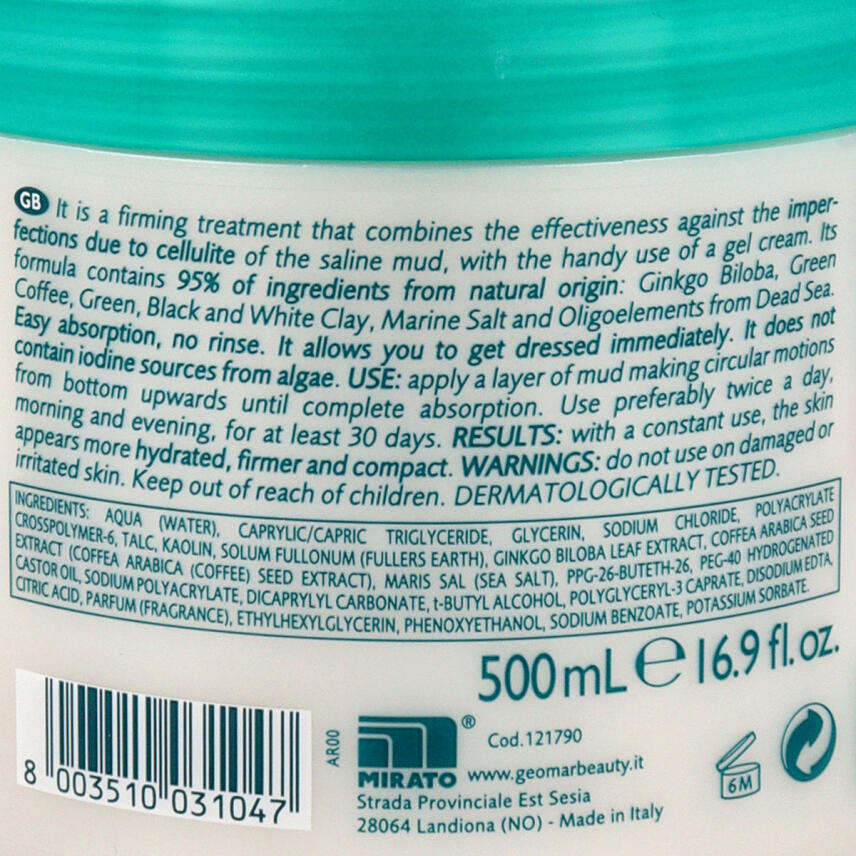 GB It is a firming treatment that combines the effectiveness against the imper-
fections due to cellulite of the saline mud, with the handy use of a gel cream. Its
formula contains 95% of ingredients from natural origin: Ginkgo Biloba, Green
Coffee, Green, Black and White Clay, Marine Salt and Oligoelements from Dead Sea.
Easy absorption, no rinse. It allows you to get dressed immediately. It does not
contain iodine sources from algae. USE: apply a layer of mud making circular motions
from bottom upwards until complete absorption. Use preferably twice a day,
morning and evening, for at least 30 days. RESULTS: with a constant use, the skin
appears more hydrated, firmer and compact. WARNINGS: do not use on damaged or
irritated skin. Keep out of reach of children. DERMATOLOGICALLY TESTED.
INGREDIENTS: AQUA (WATER), CAPRYLIC/CAPRIC TRIGLYCERIDE, GLYCERIN, SODIUM CHLORIDE, POLYACRYLATE
CROSSPOLYMER-6, TALC, KAOLIN, SOLUM FULLONUM (FULLERS EARTH), GINKGO BILOBA LEAF EXTRACT, COFFEA ARABICA SEED
EXTRACT (COFFEA ARABICA (COFFEE) SEED EXTRACT), MARIS SAL (SEA SALT), PPG-26-BUTETH-26, PEG-40 HYDROGENATED
CASTOR OIL, SODIUM POLYACRYLATE, DICAPRYLYL CARBONATE, t-BUTYL ALCOHOL, POLYGLYCERYL-3 CAPRATE, DISODIUM EDTA,
CITRIC ACID, PARFUM (FRAGRANCE), ETHYLHEXYLGLYCERIN, PHENOXYETHANOL, SODIUM BENZOATE, POTASSIUM SORBATE.
500 mL ℮ 16.9 fl. oz.
8 003510 031047
AR00
MIRATO ®
Cod.121790
www.geomarbeauty.it
Strada Provinciale Est Sesia
28064 Landiona (NO) - Made in Italy
6M